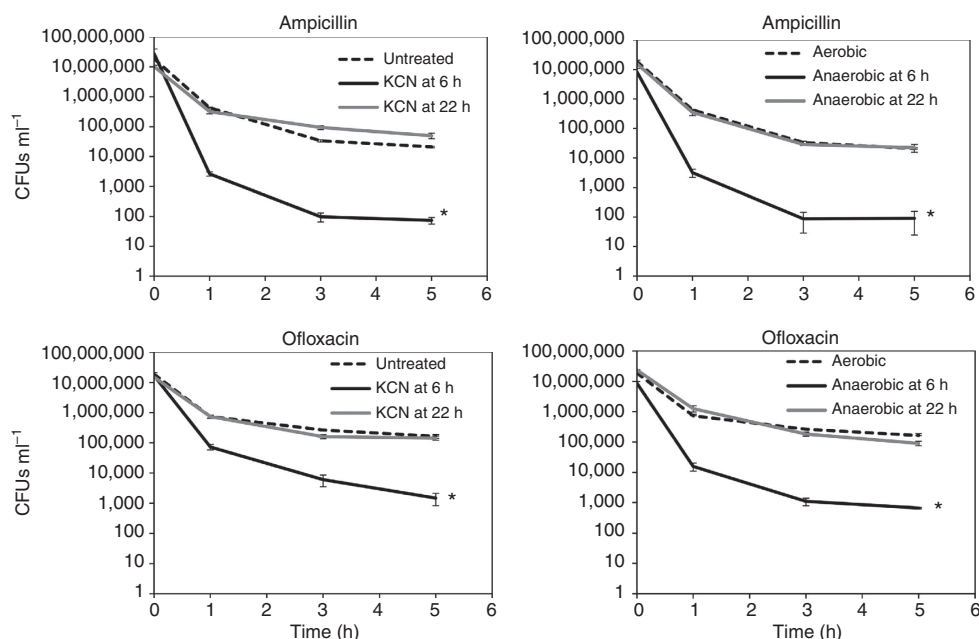 Ampicillin
CFUs ml⁻¹
100,000,000
10,000,000
1,000,000
100,000
10,000
1,000
100
10
1
0 1 2 3 4 5 6
Untreated
KCN at 6 h
KCN at 22 h
*
Ampicillin
100,000,000
10,000,000
1,000,000
100,000
10,000
1,000
100
10
1
0 1 2 3 4 5 6
Aerobic
Anaerobic at 6 h
Anaerobic at 22 h
*
Ofloxacin
CFUs ml⁻¹
100,000,000
10,000,000
1,000,000
100,000
10,000
1,000
100
10
1
0 1 2 3 4 5 6
Time (h)
Untreated
KCN at 6 h
KCN at 22 h
*
Ofloxacin
100,000,000
10,000,000
1,000,000
100,000
10,000
1,000
100
10
1
0 1 2 3 4 5 6
Time (h)
Aerobic
Anaerobic at 6 h
Anaerobic at 22 h
*